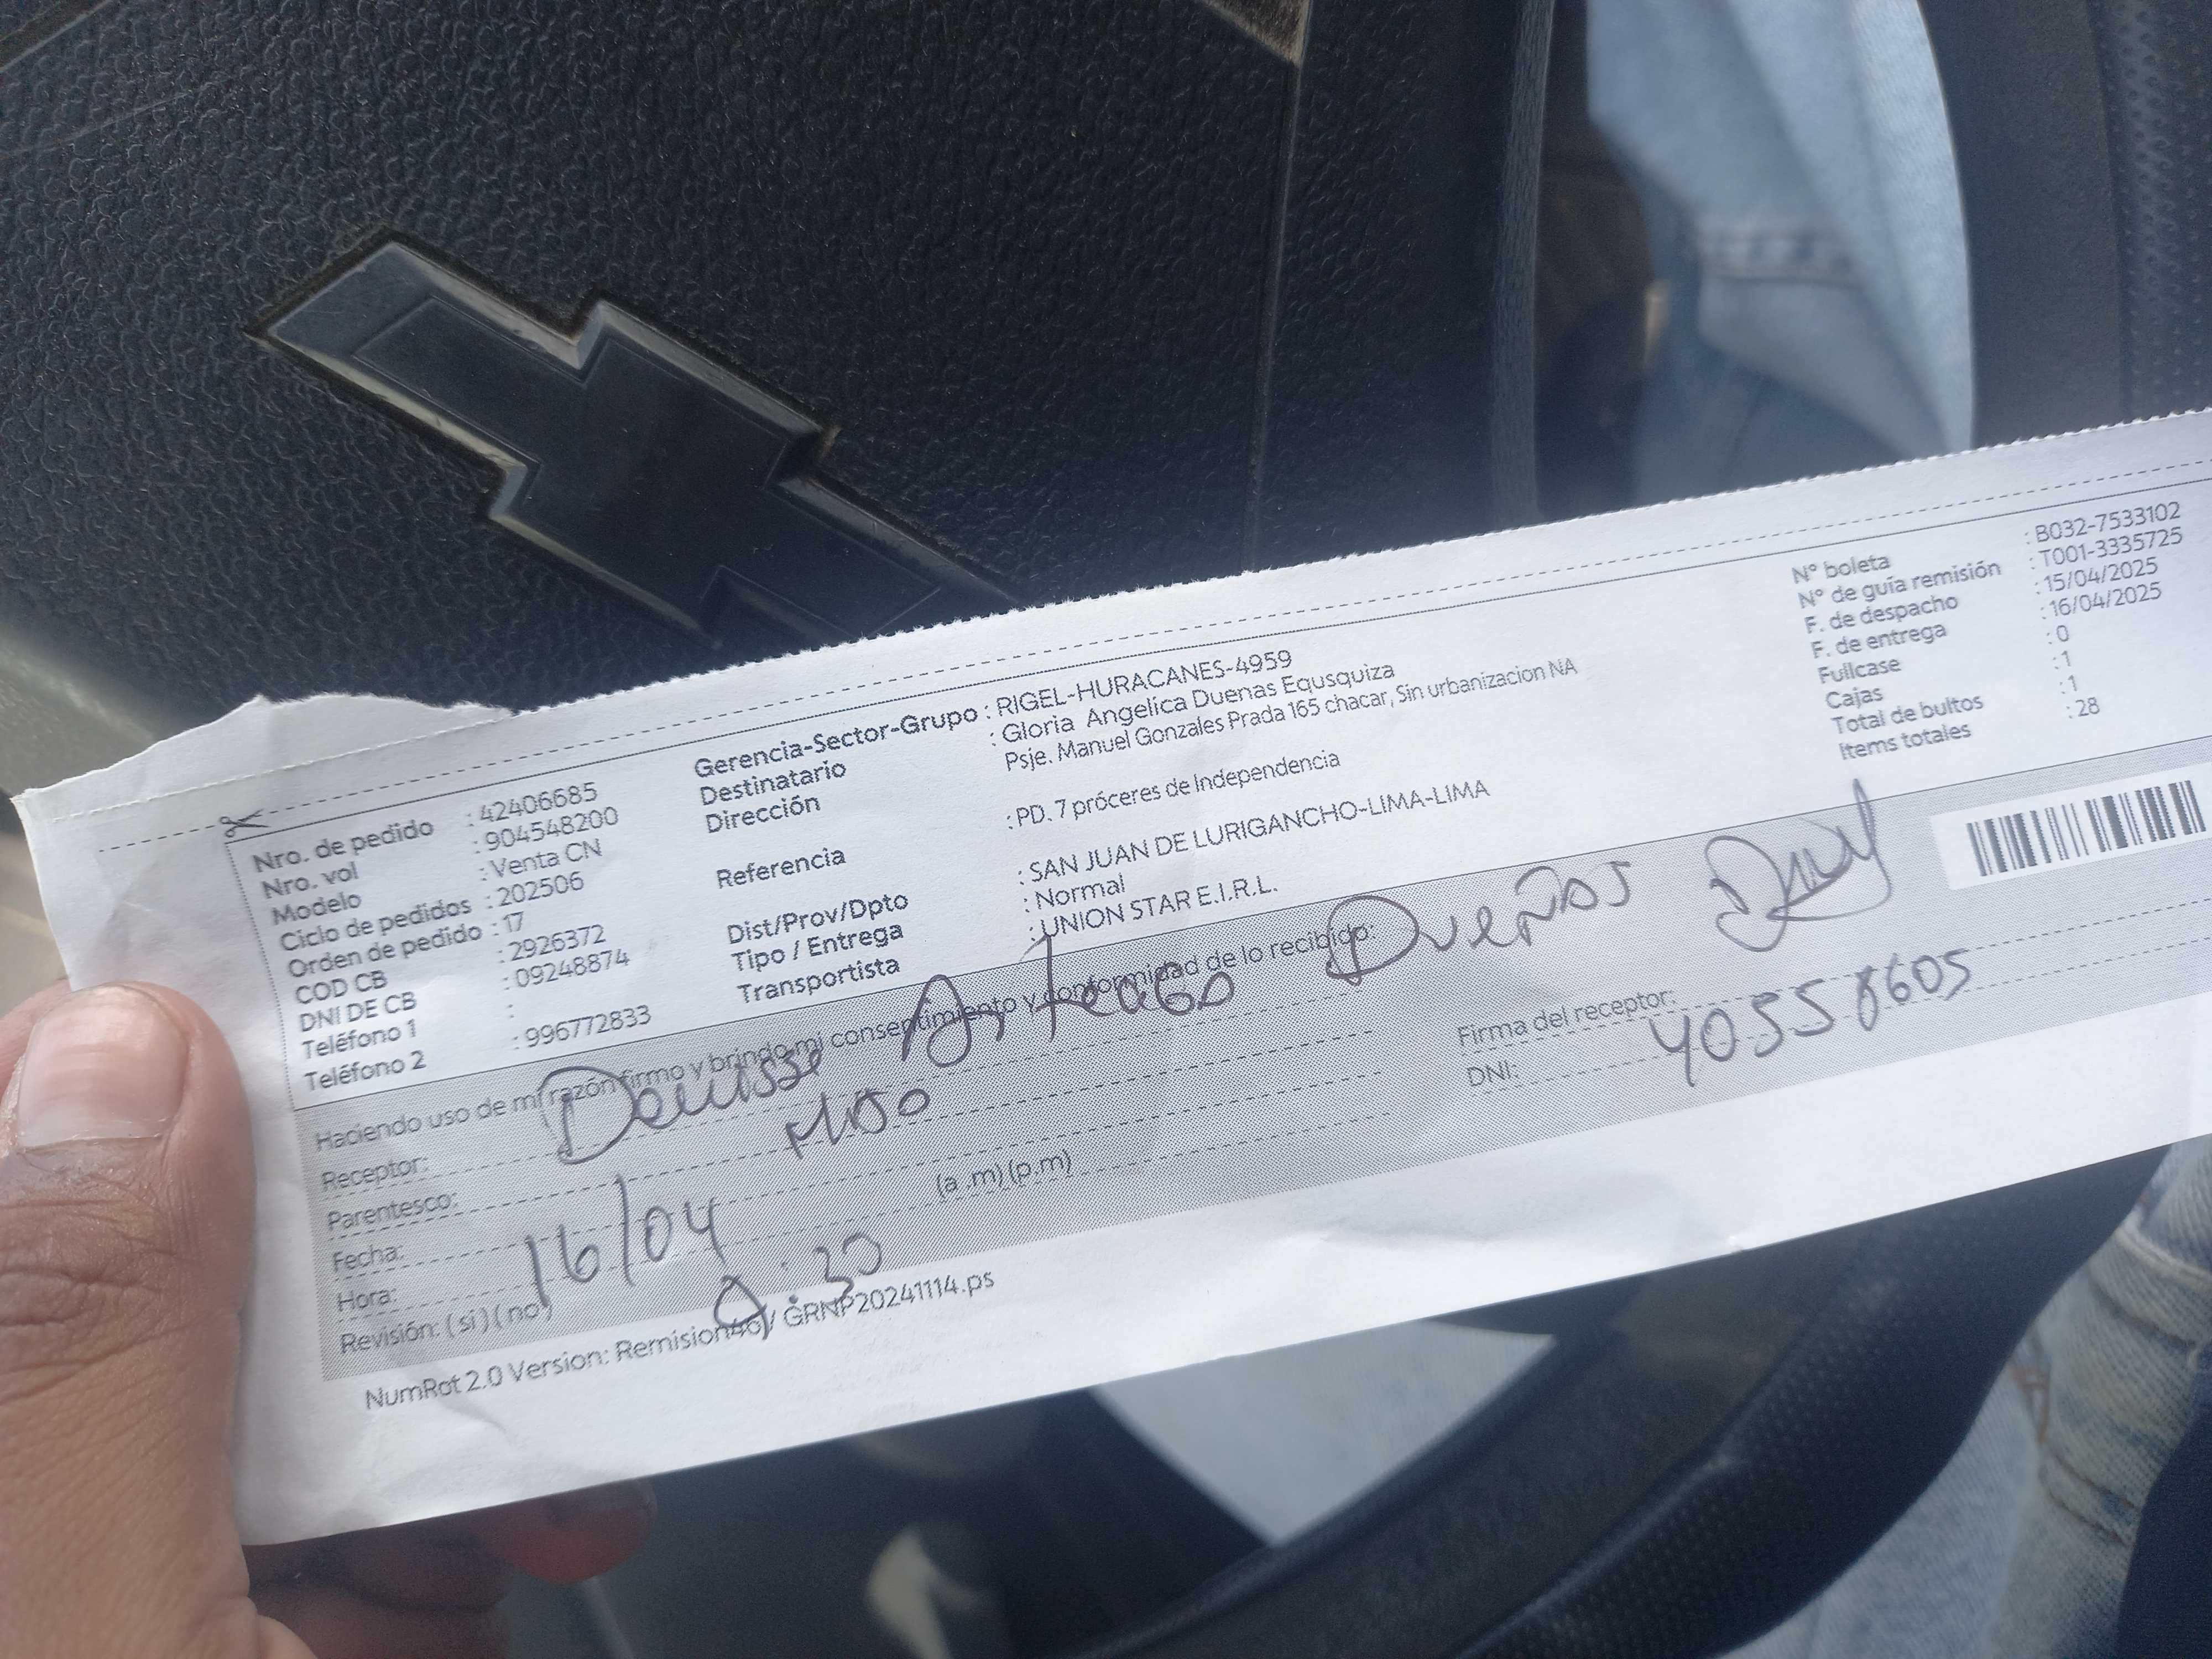 Nro. de pedido : 42406685
Nro. vol : 904548200
Modelo : Venta CN
Ciclo de pedidos : 202506
Orden de pedido : 17
COD CB : 2926372
DNI DE CB : 09248874
Teléfono 1 :
Teléfono 2 : 996772833
Gerencia-Sector-Grupo : RIGEL-HURACANES-4959
Destinatario : Gloria Angelica Duenas Equsquiza
Dirección : Psje. Manuel Gonzales Prada 165 chacar, Sin urbanizacion NA
Referencia : PD. 7 próceres de Independencia
Dist/Prov/Dpto : SAN JUAN DE LURIGANCHO-LIMA-LIMA
Tipo / Entrega : Normal
Transportista : UNION STAR E.I.R.L.
N° boleta : B032-7533102
N° de guía remisión : T001-3335725
F. de despacho : 15/04/2025
F. de entrega : 16/04/2025
Fullcase : 0
Cajas : 1
Total de bultos : 1
Items totales : 28
Haciendo uso de mi razón firmo y brindo mi consentimiento y conformidad de lo recibido:
Receptor: Dueñas
Parentesco:
Fecha: 16/04
Hora: (a .m) (p.m)
Revisión: ( si ) ( no )
Firma del receptor:
DNI: 40558605
NumRot 2.0 Version: Remision40 / GRNP20241114.ps